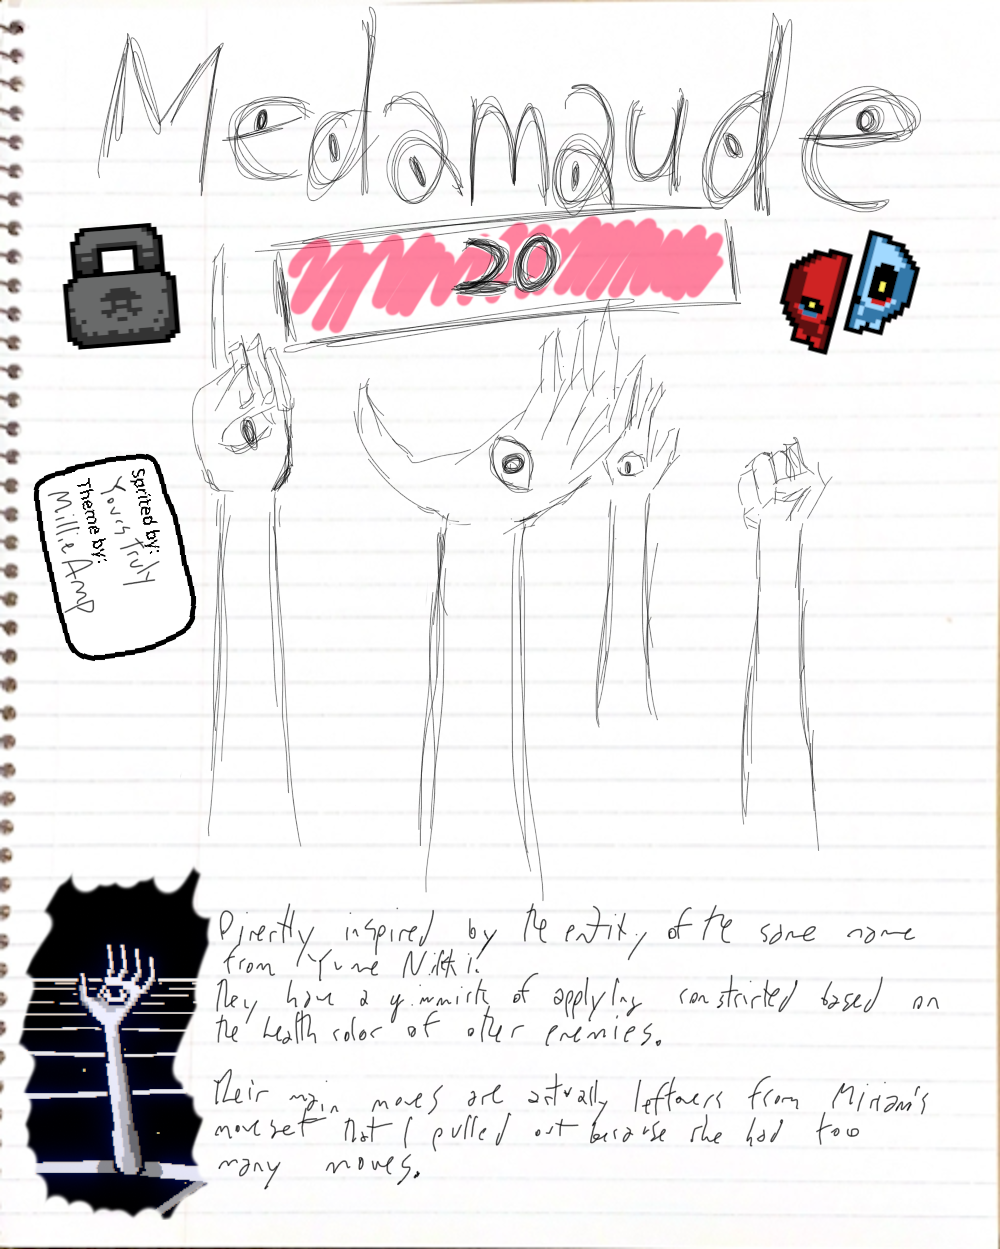 Medamaude
20
Sprited by:
Yours truly
Theme by:
Millie Amp
Directly inspired by the entity of the same name
from Yume Nikki.
They have a gimmick of applying constricted based on
the health color of other enemies.
Their main moves are actually leftovers from Miriam's
moveset that I pulled out because she had too
many moves.